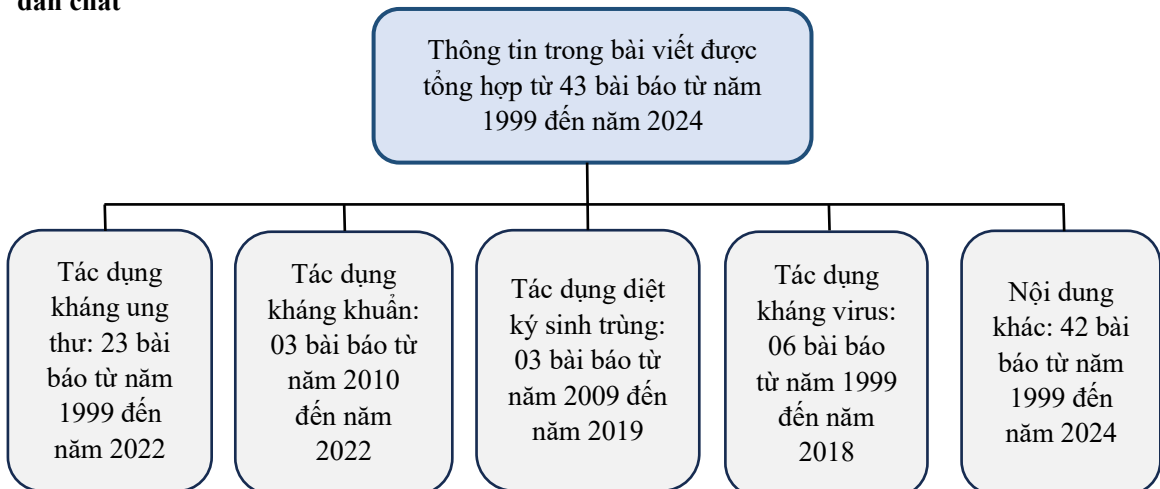 dẫn chất
Thông tin trong bài viết được
tổng hợp từ 43 bài báo từ năm
1999 đến năm 2024
Tác dụng
kháng ung
thư: 23 bài
báo từ năm
1999 đến
năm 2022
Tác dụng
kháng khuẩn:
03 bài báo từ
năm 2010
đến năm
2022
Tác dụng diệt
ký sinh trùng:
03 bài báo từ
năm 2009 đến
năm 2019
Tác dụng
kháng virus:
06 bài báo
từ năm 1999
đến năm
2018
Nội dung
khác: 42 bài
báo từ năm
1999 đến
năm 2024